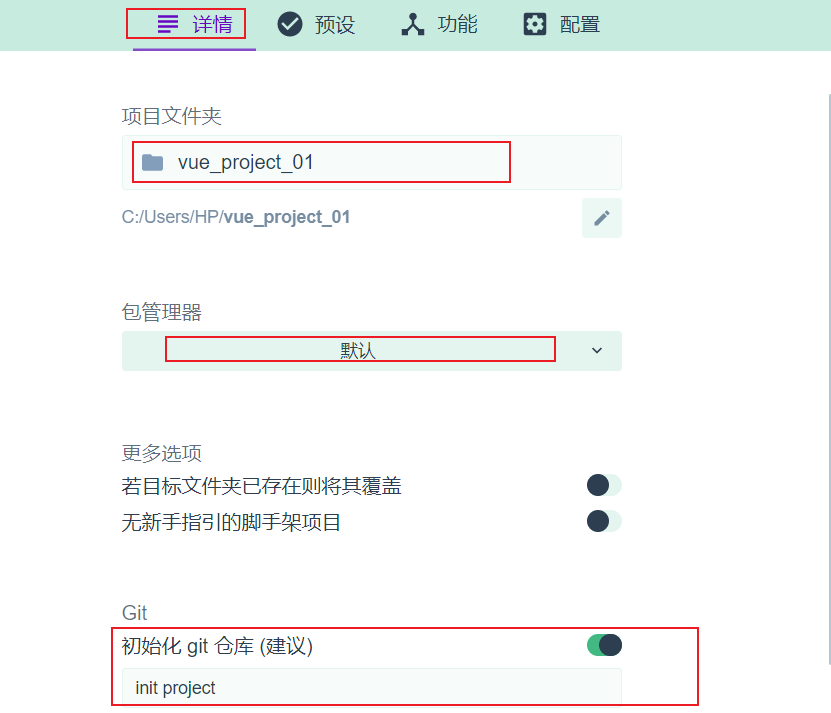 详情 预设 功能 配置
项目文件夹
vue_project_01
C:/Users/HP/vue_project_01
包管理器
默认
更多选项
若目标文件夹已存在则将其覆盖
无新手指引的脚手架项目
Git
初始化 git 仓库 (建议)
init project